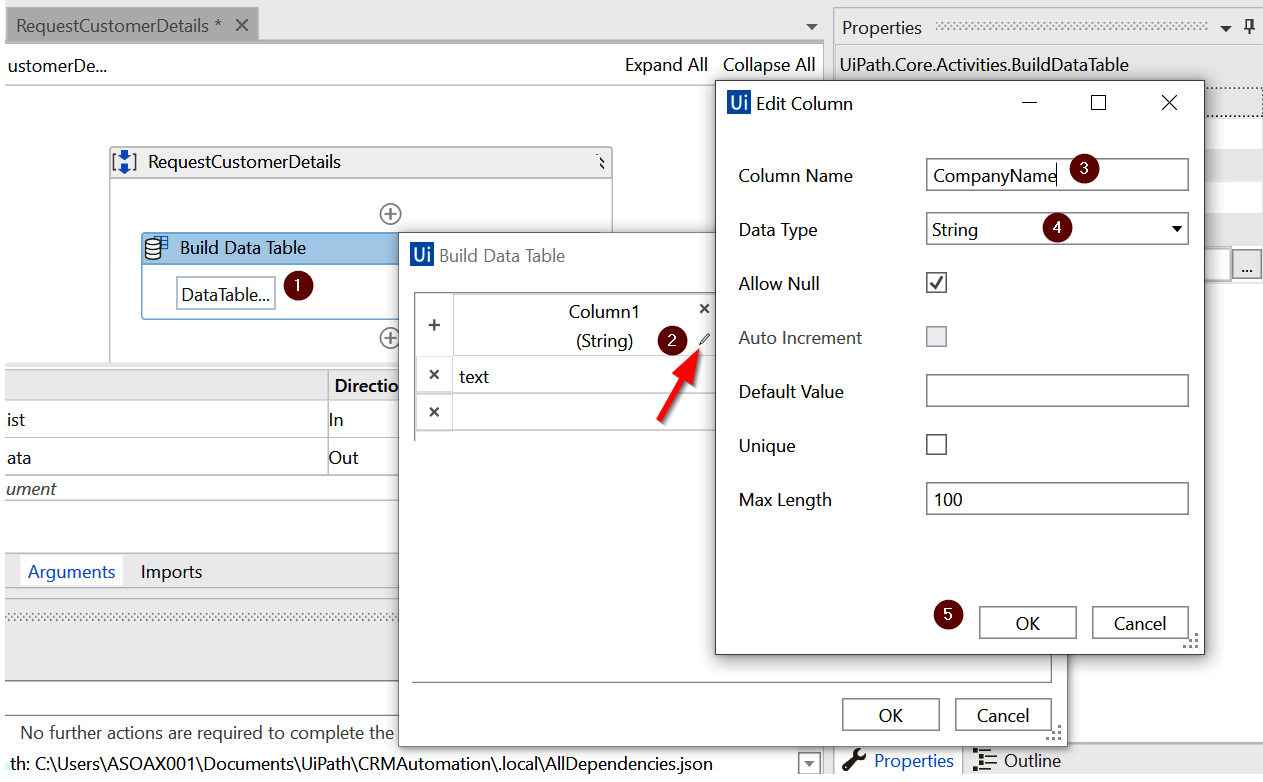 RequestCustomerDetails *
Properties
ustomerDe...
Expand All
Collapse All
UiPath.Core.Activities.BuildDataTable
Ui Edit Column
RequestCustomerDetails
Column Name
CompanyName
3
Data Type
String
4
Build Data Table
Ui Build Data Table
Allow Null
DataTable...
1
...
Column1
(String)
2
Auto Increment
text
Default Value
Directio
ist
In
Unique
ata
Out
ument
Max Length
100
Arguments
Imports
5
OK
Cancel
OK
Cancel
No further actions are required to complete the
th: C:\Users\ASOAX001\Documents\UiPath\CRMAutomation\.local\AllDependencies.json
Properties
Outline